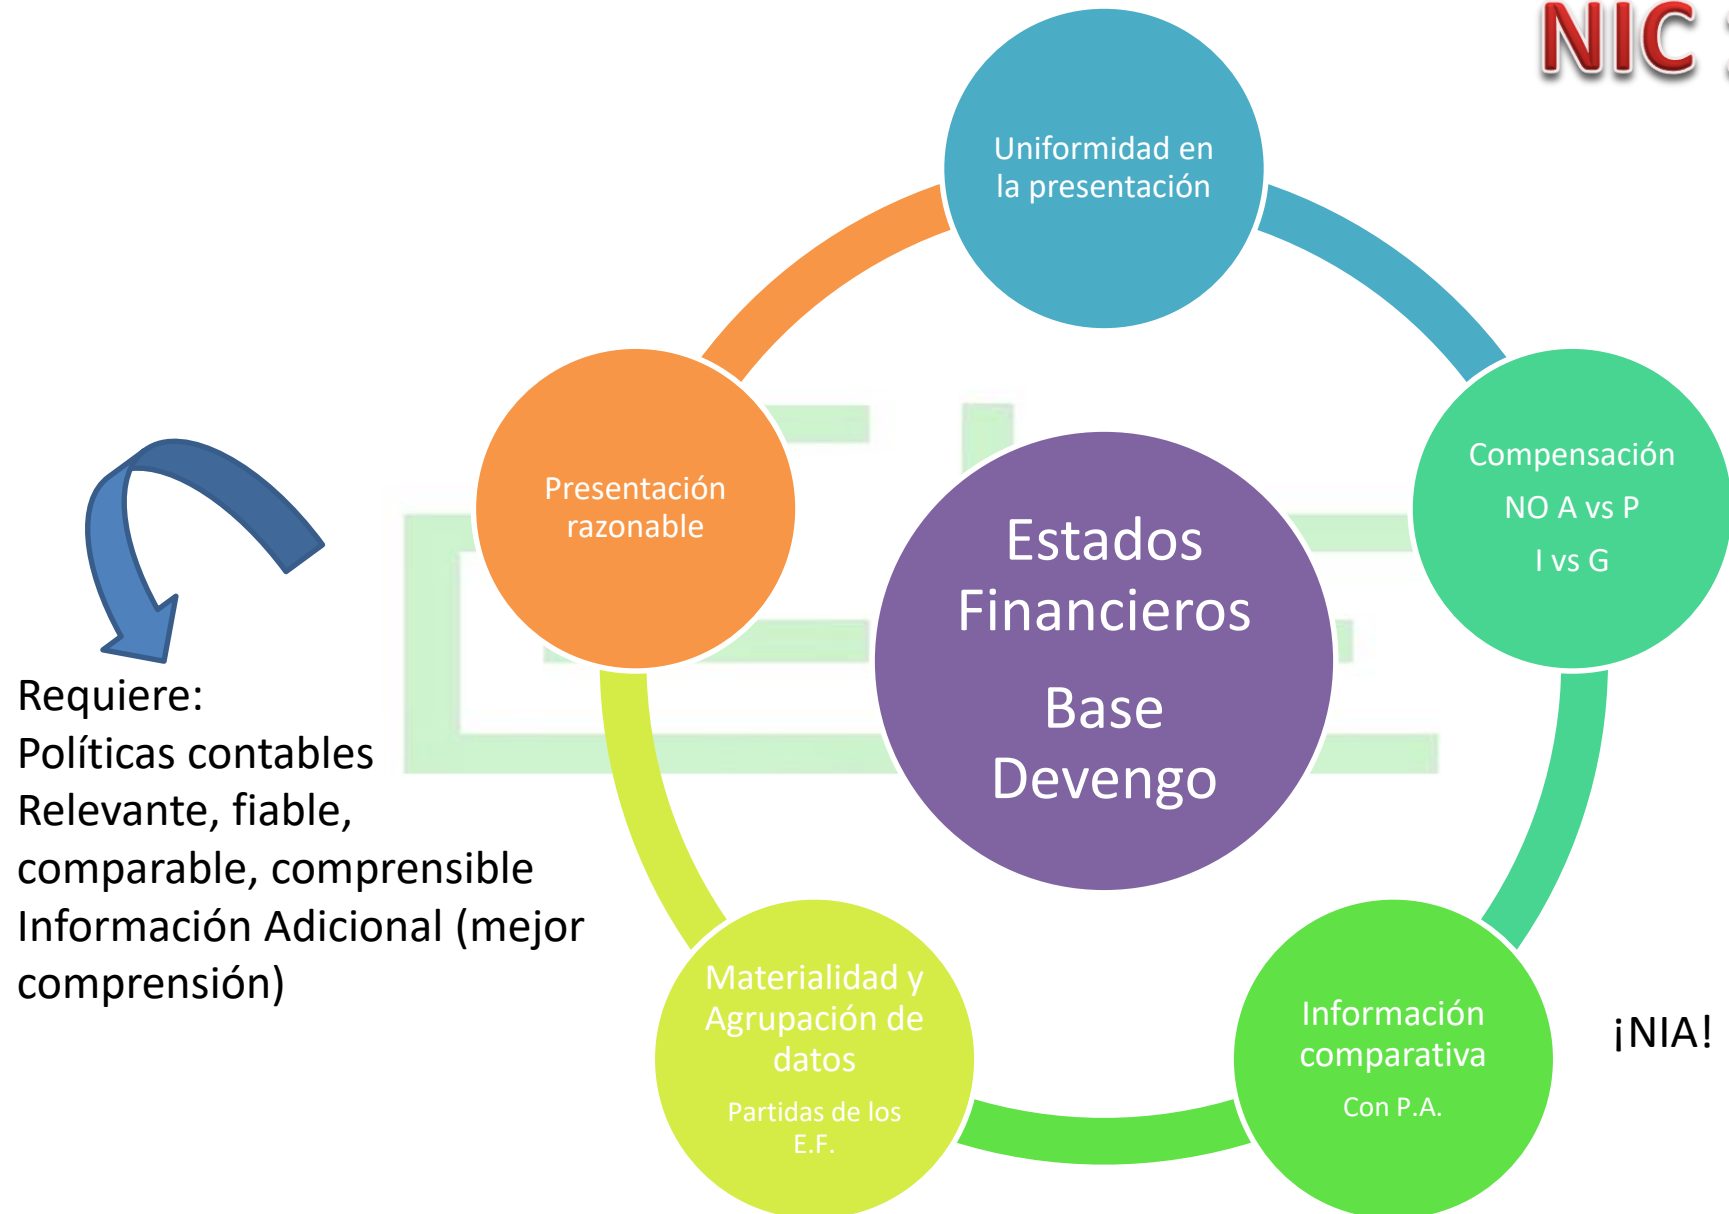 NIC
Uniformidad en
la presentación
Compensación
NO A vs P
I vs G
Presentación
razonable
Estados
Financieros
Base
Devengo
Requiere:
Políticas contables
Relevante, fiable,
comparable, comprensible
Información Adicional (mejor
comprensión)
Materialidad y
Agrupación de
datos
Partidas de los
E.F.
Información
comparativa
Con P.A.
¡NIA!